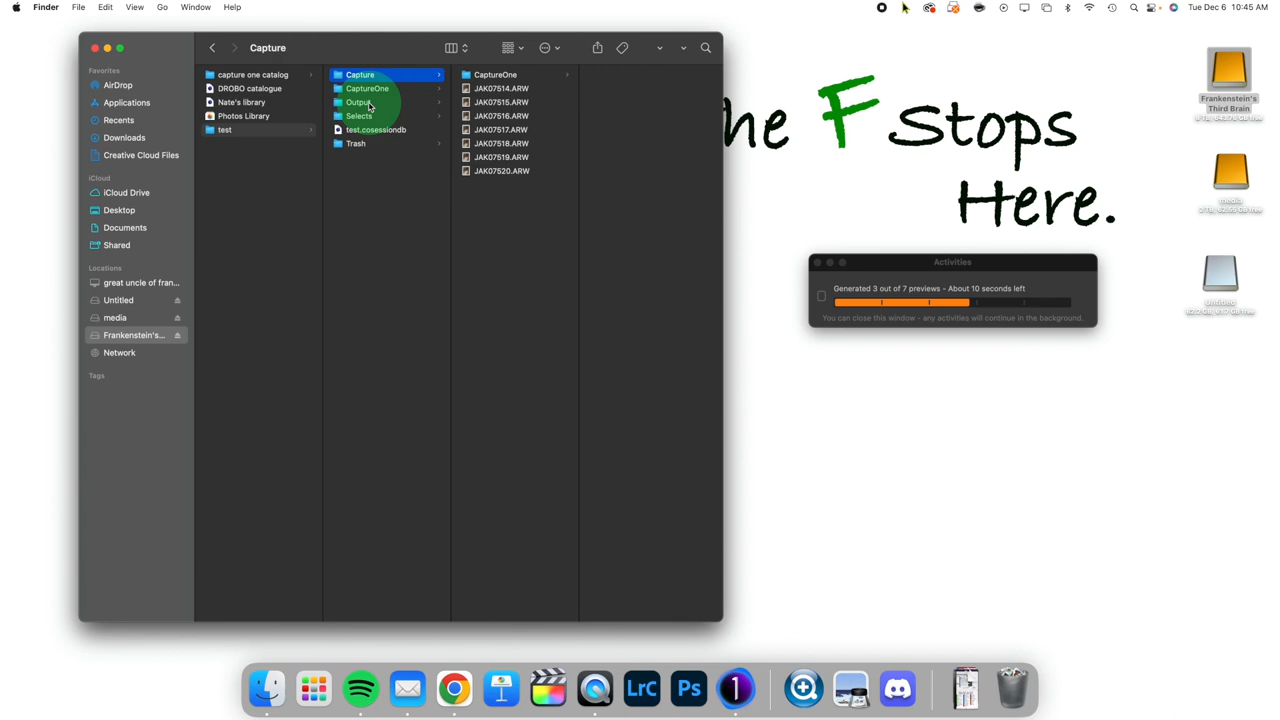 Finder File Edit View Go Window Help
Tue Dec 6 10:45 AM
Capture
Favorites
AirDrop
Applications
Recents
Downloads
Creative Cloud Files
iCloud
iCloud Drive
Desktop
Documents
Shared
Locations
great uncle of fran...
Untitled
media
Frankenstein's...
Network
Tags
capture one catalog
DROBO catalogue
Nate's library
Photos Library
test
Capture
CaptureOne
Output
Selects
test.cosessiondb
Trash
CaptureOne
JAK07514.ARW
JAK07515.ARW
JAK07516.ARW
JAK07517.ARW
JAK07518.ARW
JAK07519.ARW
JAK07520.ARW
he F Stops
Here.
Activities
Generated 3 out of 7 previews - About 10 seconds left
You can close this window - any activities will continue in the background.
Frankenstein's
Third Brain
media
Untitled
LrC
Ps
1